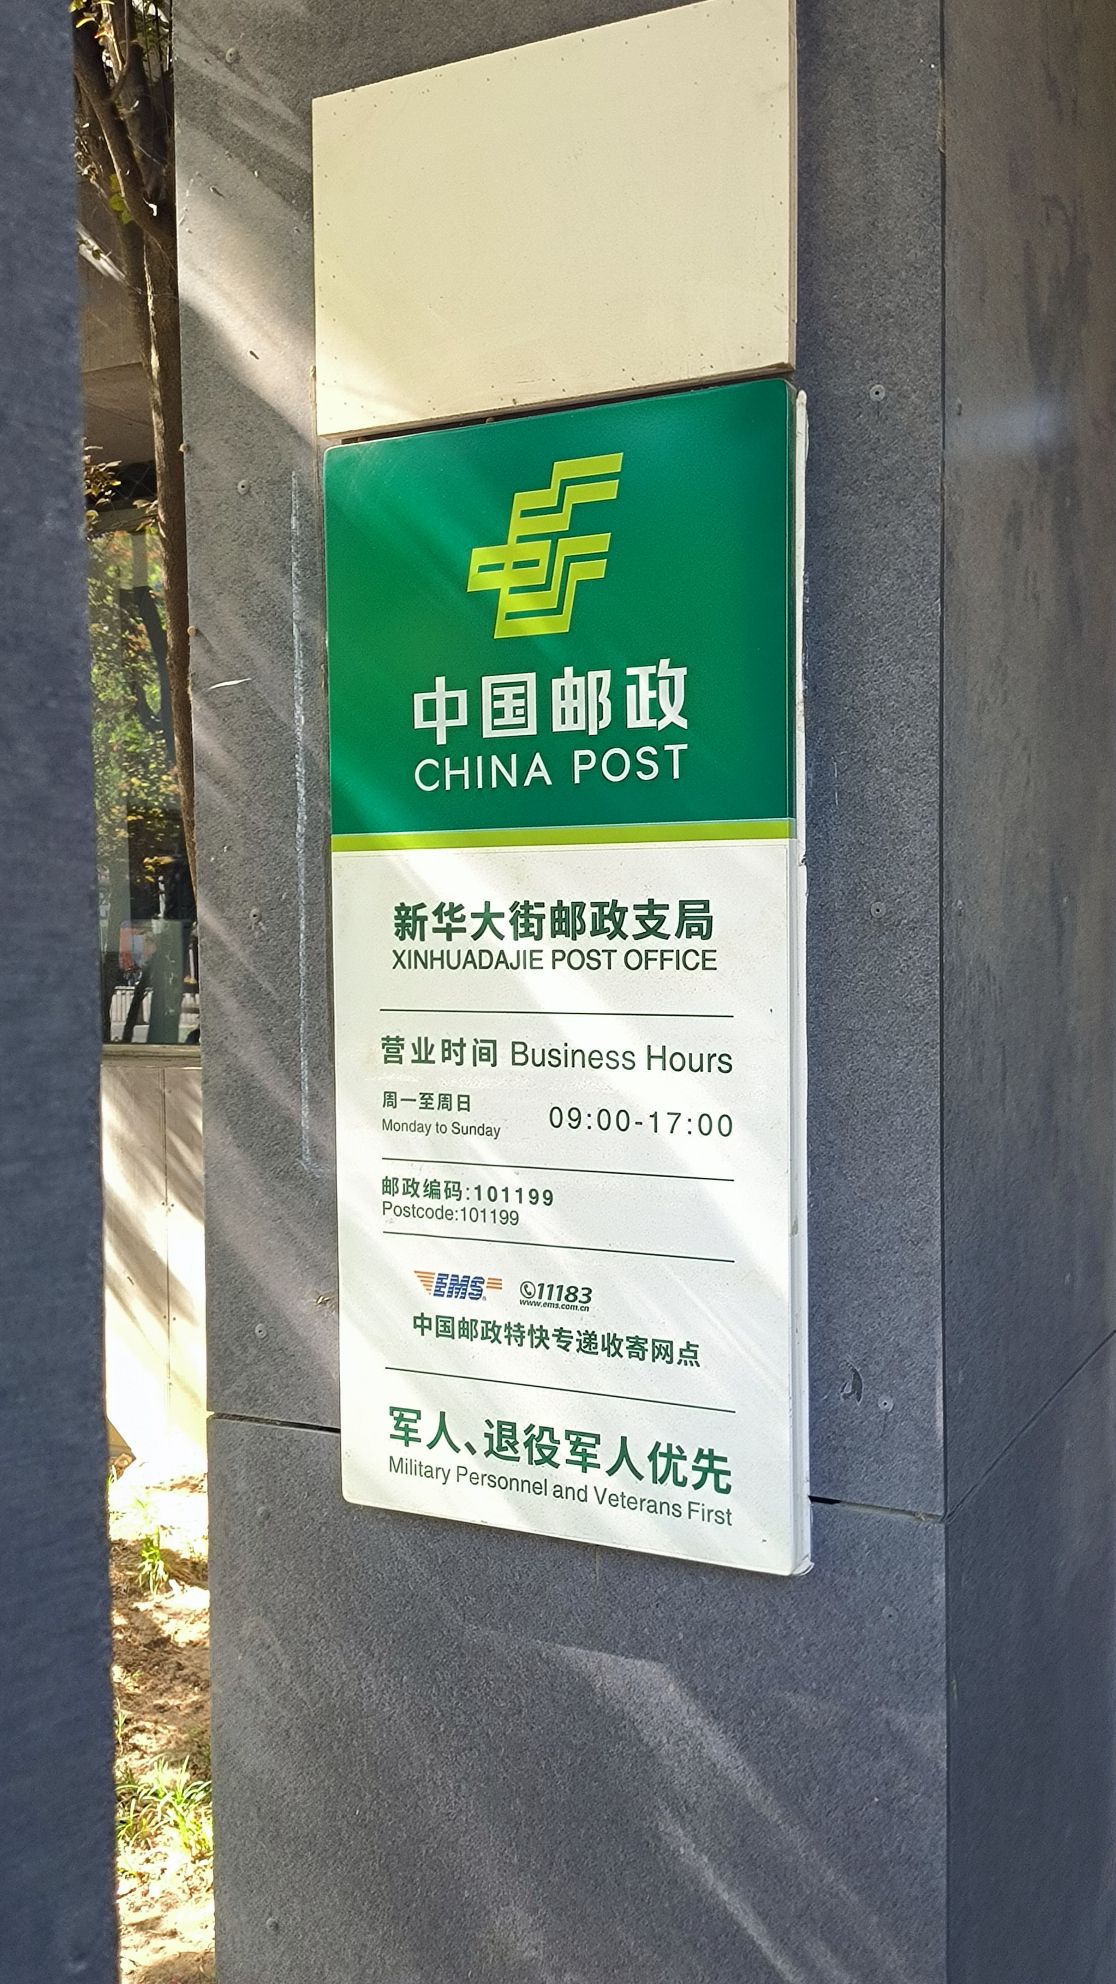 中国邮政
CHINA POST
新华大街邮政支局
XINHUADAJIE POST OFFICE
营业时间 Business Hours
周一至周日
Monday to Sunday
09:00-17:00
邮政编码:101199
Postcode:101199
EMS
11183
www.ems.com.cn
中国邮政特快专递收寄网点
军人、退役军人优先
Military Personnel and Veterans First